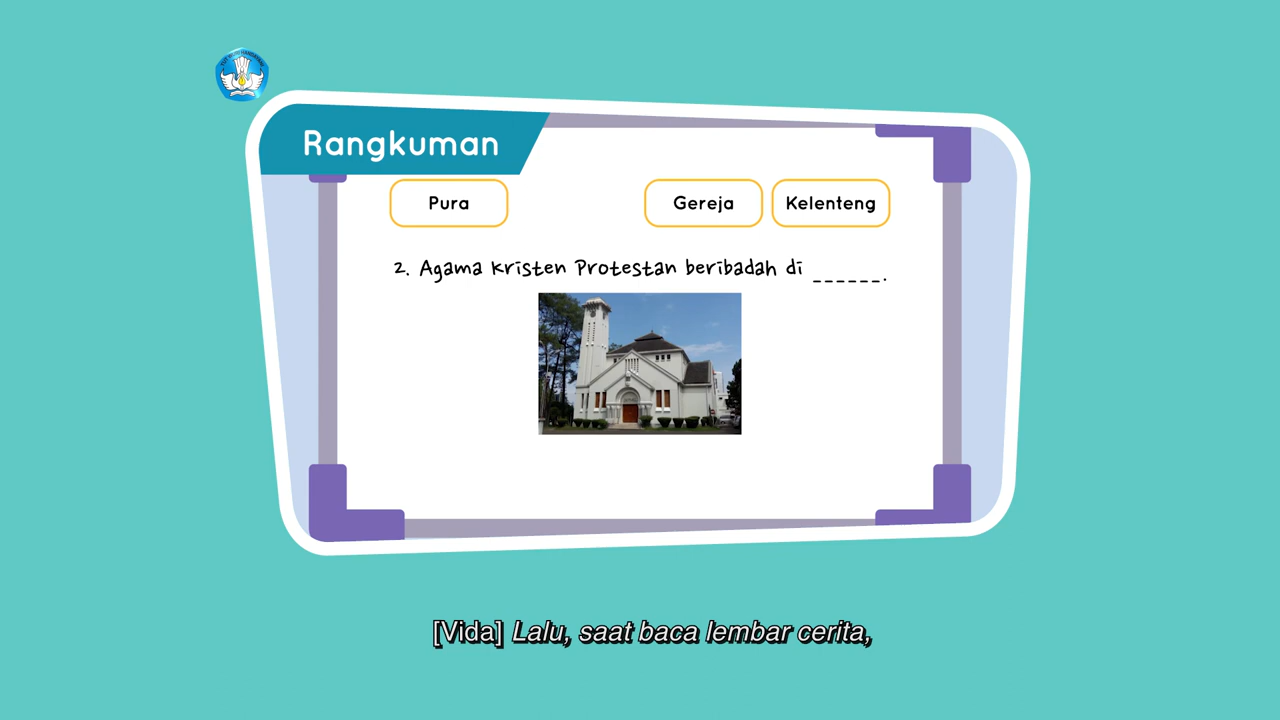 Rangkuman
Pura
Gereja
Kelenteng
2. Agama Kristen Protestan beribadah di ______.
[Vida] Lalu, saat baca lembar cerita,